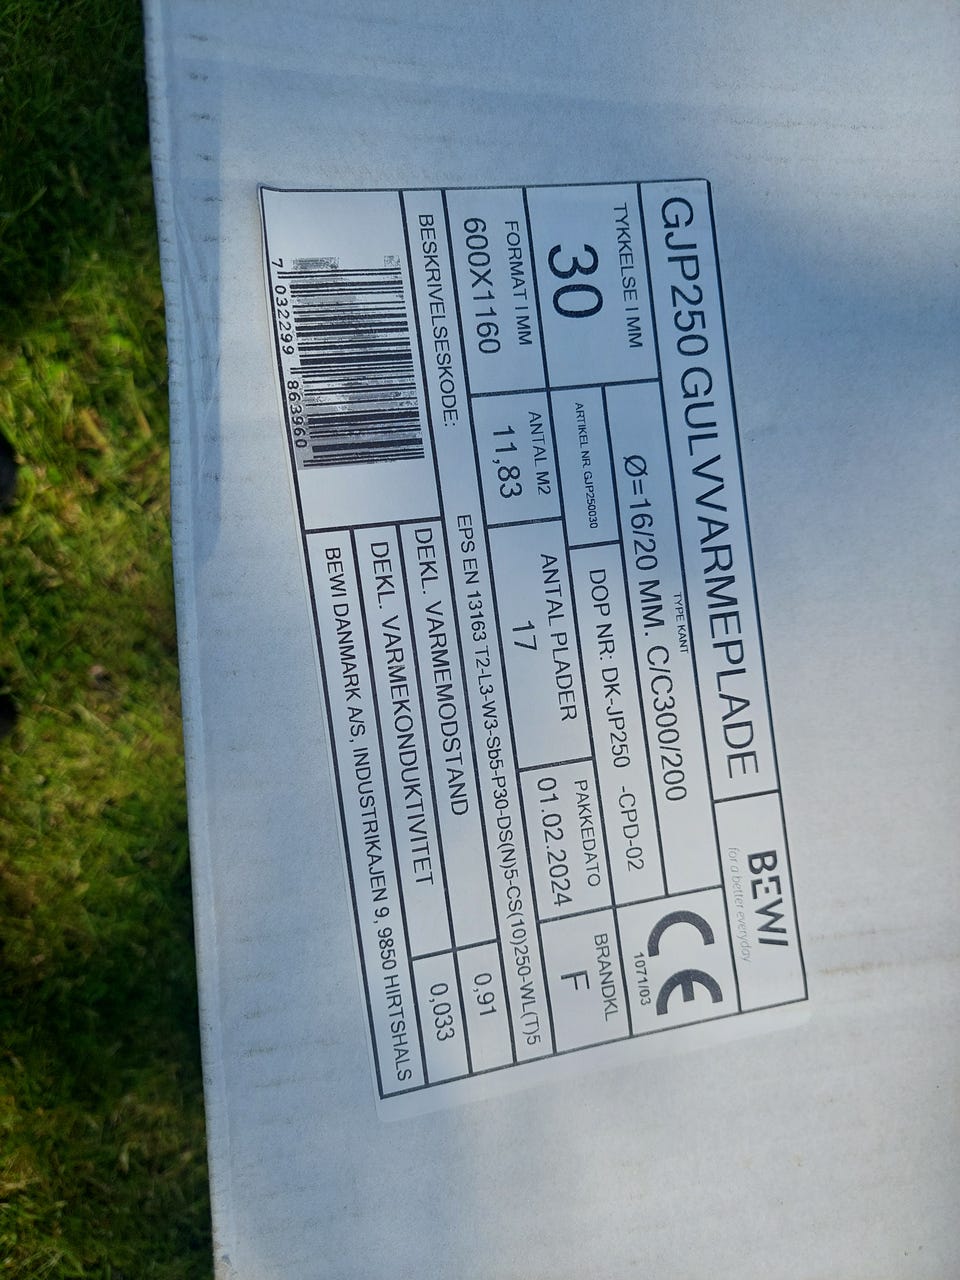 GJP250 GULVVARMEPLADE
BEWI
for a better everyday
TYKKELSE I MM
30
TYPE KANT
Ø=16/20 MM. C/C300/200
ARTIKEL NR. GJP250030
DOP NR: DK-JP250 -CPD-02
1071/03
CE
FORMAT I MM
600X1160
ANTAL M2
11,83
ANTAL PLADER
17
PAKKEDATO
01.02.2024
BRANDKL
F
BESKRIVELSESKODE:
EPS EN 13163 T2-L3-W3-Sb5-P30-DS(N)5-CS(10)250-WL(T)5
7 032299 863960
DEKL. VARMEMODSTAND
0,91
DEKL. VARMEKONDUKTIVITET
0,033
BEWI DANMARK A/S, INDUSTRIKAJEN 9, 9850 HIRTSHALS